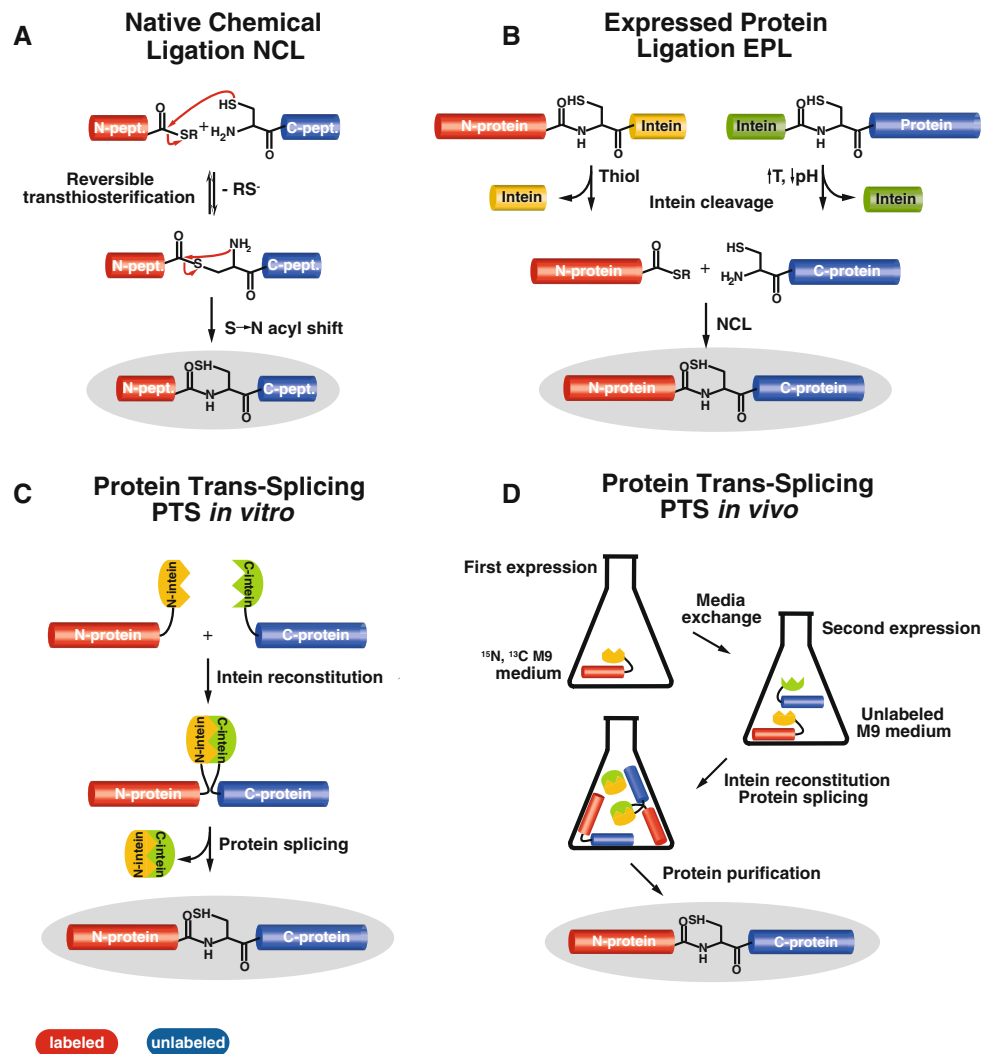 A
Native Chemical
Ligation NCL
O
HS
N-pept.
SR
+
H2N
O
C-pept.
Reversible
transthiosterification
- RS-
O
NH2
N-pept.
S
C-pept.
O
S→N acyl shift
O
SH
N-pept.
N
H
O
C-pept.
B
Expressed Protein
Ligation EPL
O
HS
N-protein
N
H
O
Intein
O
HS
Intein
N
H
O
Protein
Thiol
↑T, ↓pH
Intein
Intein cleavage
Intein
O
HS
N-protein
SR
+
H2N
O
C-protein
NCL
O
SH
N-protein
N
H
O
C-protein
C
Protein Trans-Splicing
PTS in vitro
N-intein
C-intein
N-protein
+
C-protein
Intein reconstitution
N-intein
C-intein
N-protein
C-protein
N-intein
C-intein
Protein splicing
O
SH
N-protein
N
H
O
C-protein
D
Protein Trans-Splicing
PTS in vivo
First expression
Media
exchange
Second expression
15N, 13C M9
medium
Unlabeled
M9 medium
Intein reconstitution
Protein splicing
Protein purification
O
SH
N-protein
N
H
O
C-protein
labeled
unlabeled